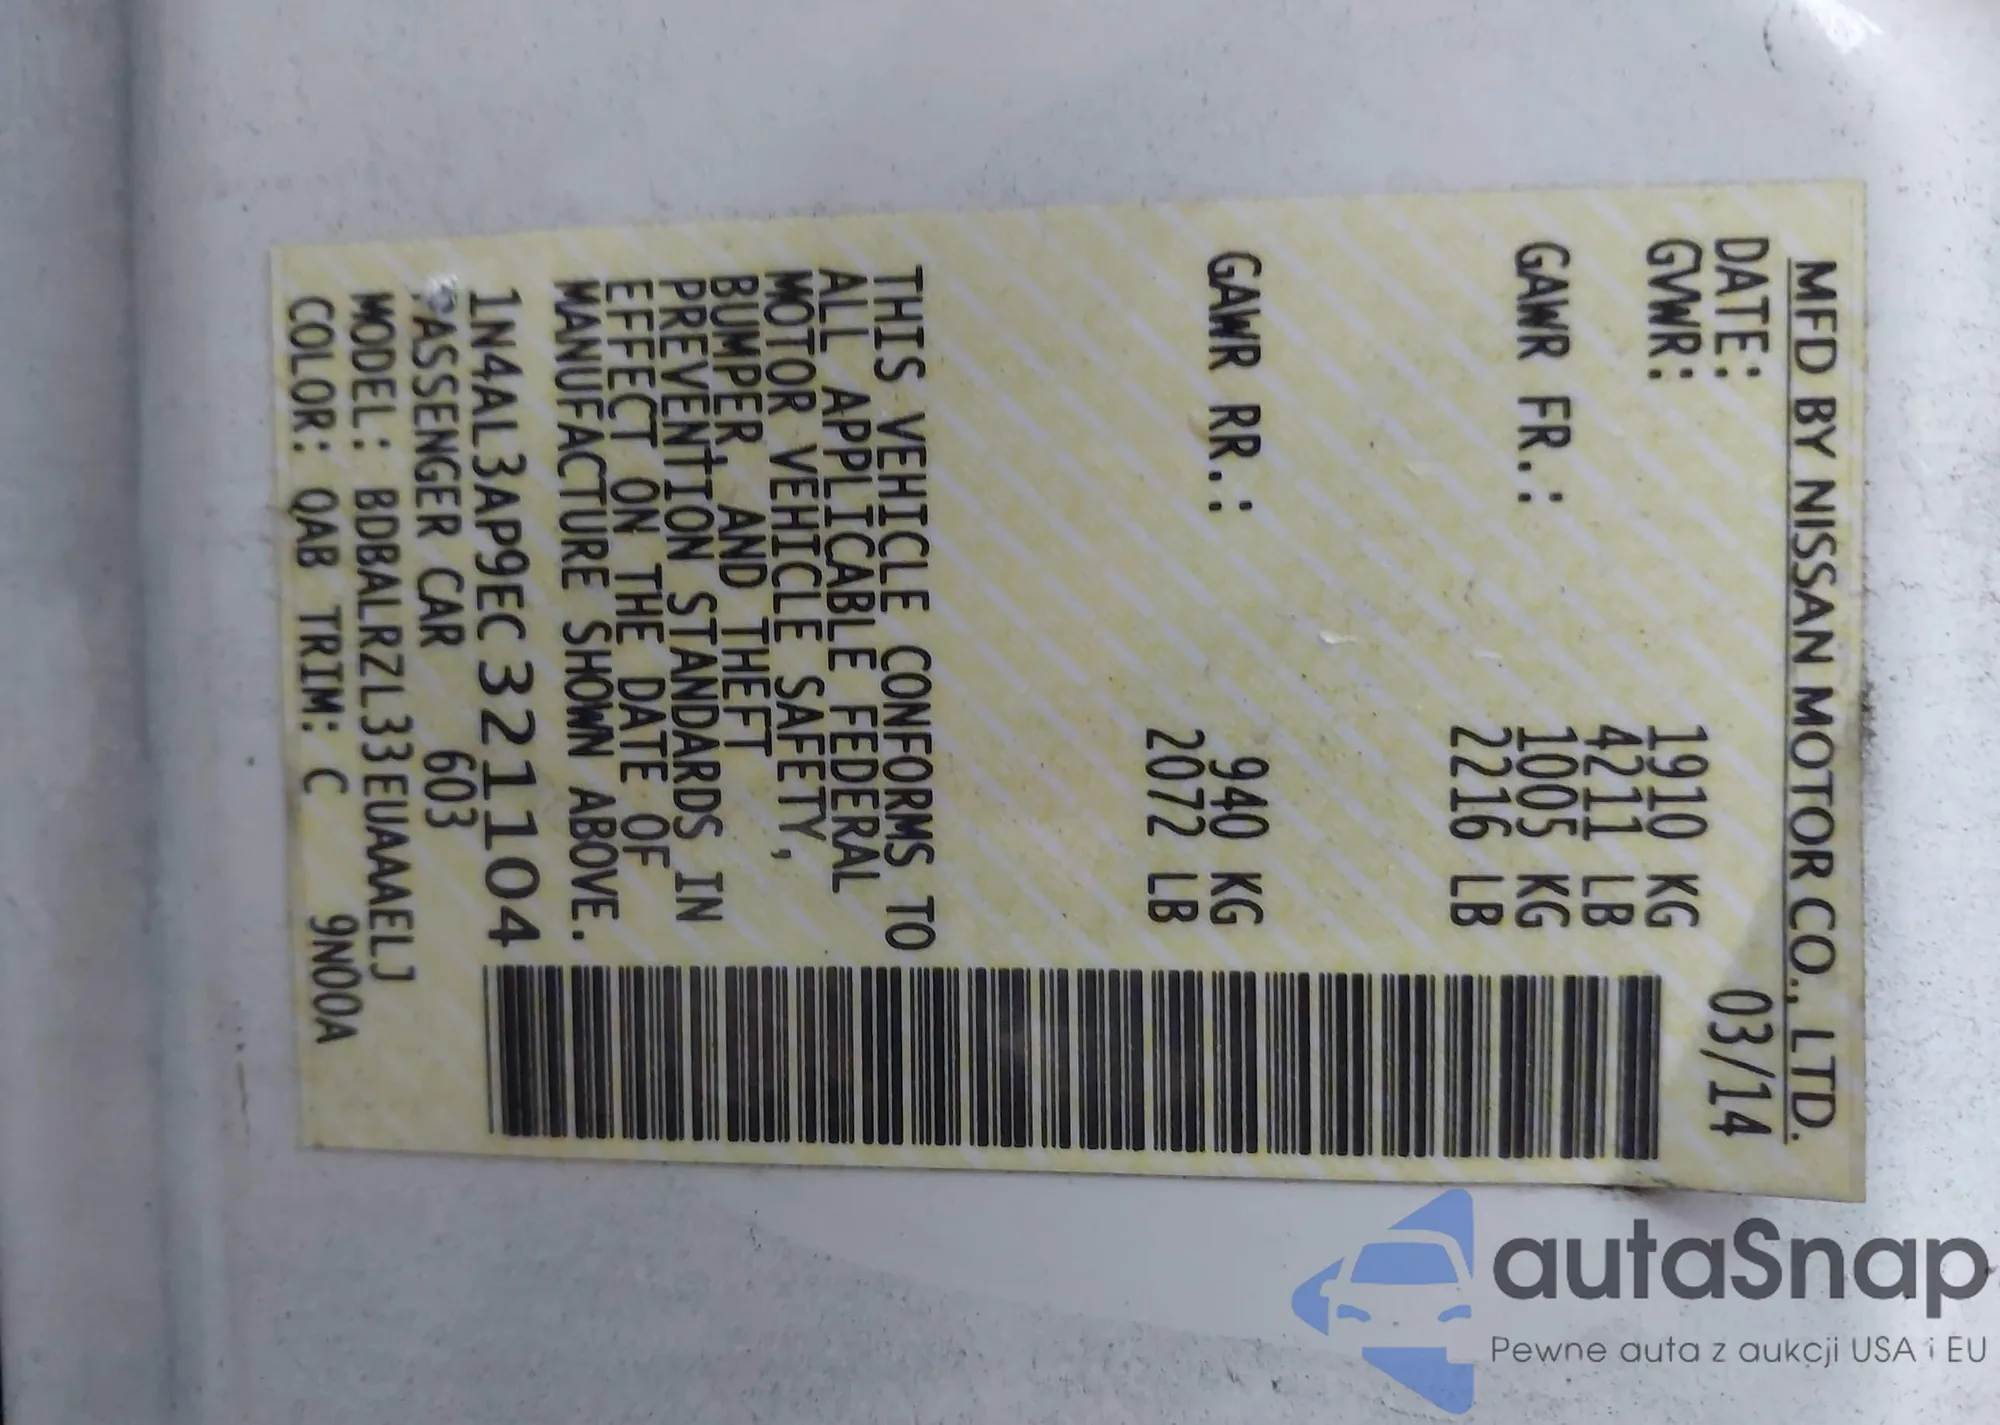 MFD BY NISSAN MOTOR CO., LTD.
DATE: 03/14
GVWR: 1910 KG
4211 LB
GAWR FR.: 1005 KG
2216 LB
GAWR RR.: 940 KG
2072 LB
THIS VEHICLE CONFORMS TO
ALL APPLICABLE FEDERAL
MOTOR VEHICLE SAFETY,
BUMPER, AND THEFT
PREVENTION STANDARDS IN
EFFECT ON THE DATE OF
MANUFACTURE SHOWN ABOVE.
1N4AL3AP9EC321104
PASSENGER CAR 603
MODEL: BDBALRZL33EUAAAELJ
COLOR: QAB TRIM: C 9N00A
autaSnap
Pewne auta z aukcji USA i EU